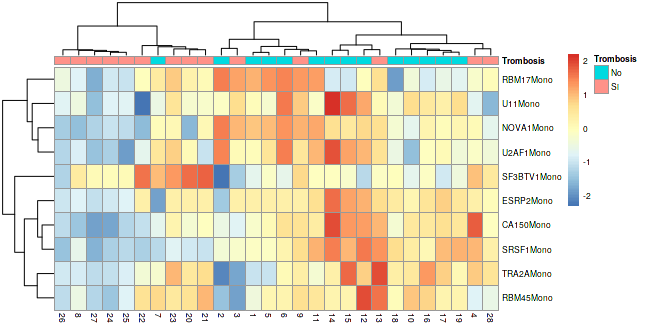 Trombosis
RBM17Mono
U11Mono
NOVA1Mono
U2AF1Mono
SF3BTV1Mono
ESRP2Mono
CA150Mono
SRSF1Mono
TRA2AMono
RBM45Mono
26 8 27 24 25 22 7 23 20 21 2 3 1 5 6 9 11 14 15 12 13 18 10 16 17 19 4 28
2
1
0
-1
-2
Trombosis
No
SI